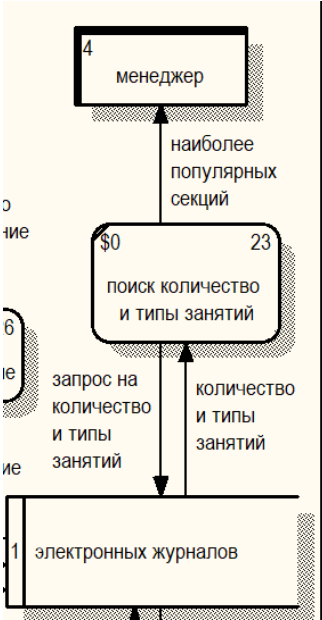 4
менеджер
наиболее
популярных
секций
$0
23
поиск количество
и типы занятий
6
запрос на
количество
и типы
занятий
количество
и типы
занятий
1
электронных журналов